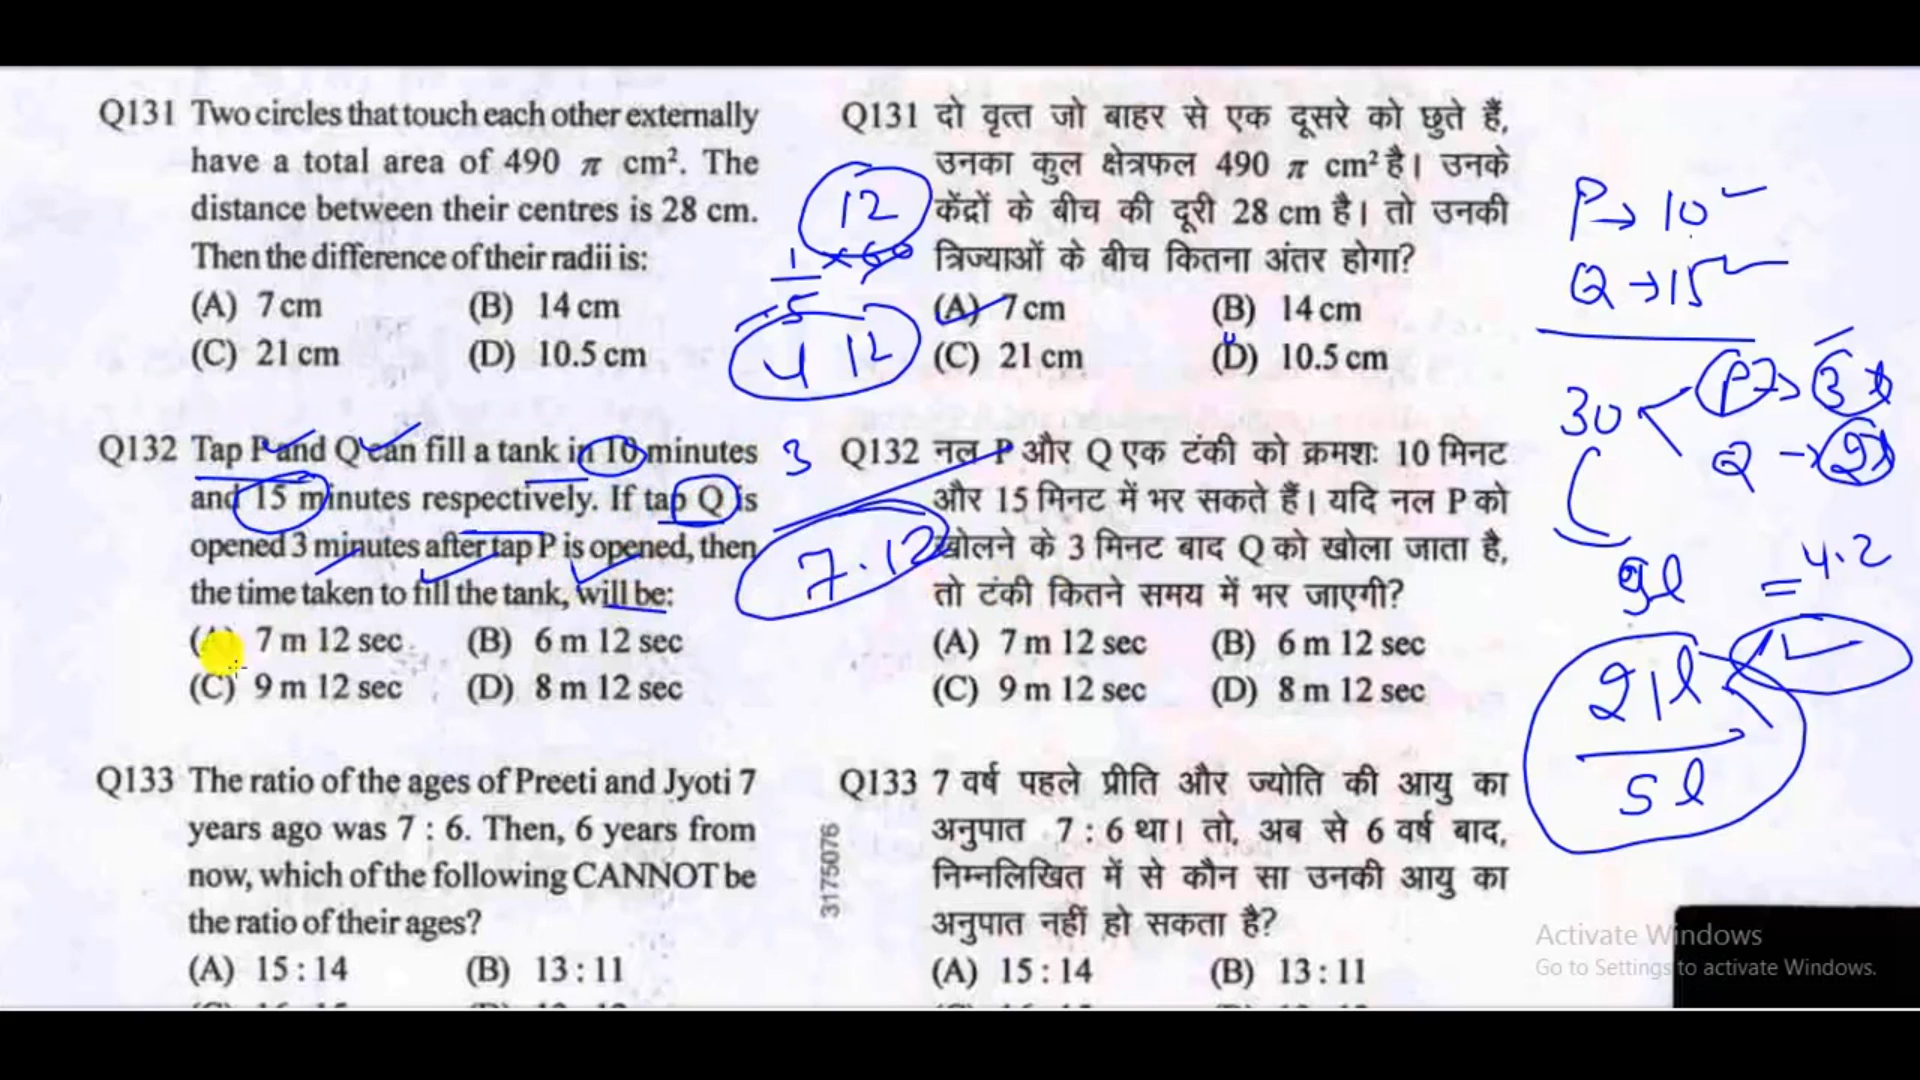 Q131 Two circles that touch each other externally
have a total area of 490 π cm². The
distance between their centres is 28 cm.
Then the difference of their radii is:
(A) 7 cm (B) 14 cm
(C) 21 cm (D) 10.5 cm
Q132 Tap P and Q can fill a tank in 10 minutes
and 15 minutes respectively. If tap Q is
opened 3 minutes after tap P is opened, then
the time taken to fill the tank, will be:
(A) 7 m 12 sec (B) 6 m 12 sec
(C) 9 m 12 sec (D) 8 m 12 sec
Q133 The ratio of the ages of Preeti and Jyoti 7
years ago was 7 : 6. Then, 6 years from
now, which of the following CANNOT be
the ratio of their ages?
(A) 15 : 14 (B) 13 : 11
12
1 × 60
5
4 12
3
7.12
3175076
Q131 दो वृत्त जो बाहर से एक दूसरे को छुते हैं,
उनका कुल क्षेत्रफल 490 π cm² है। उनके
केंद्रों के बीच की दूरी 28 cm है। तो उनकी
त्रिज्याओं के बीच कितना अंतर होगा?
(A) 7 cm (B) 14 cm
(C) 21 cm (D) 10.5 cm
Q132 नल P और Q एक टंकी को क्रमशः 10 मिनट
और 15 मिनट में भर सकते हैं। यदि नल P को
खोलने के 3 मिनट बाद Q को खोला जाता है,
तो टंकी कितने समय में भर जाएगी?
(A) 7 m 12 sec (B) 6 m 12 sec
(C) 9 m 12 sec (D) 8 m 12 sec
Q133 7 वर्ष पहले प्रीति और ज्योति की आयु का
अनुपात 7 : 6 था। तो, अब से 6 वर्ष बाद,
निम्नलिखित में से कौन सा उनकी आयु का
अनुपात नहीं हो सकता है?
(A) 15 : 14 (B) 13 : 11
P → 10
Q → 15
P → 3l
30
Q → 2l
9l
= 4.2
21l
5l
Activate Windows
Go to Settings to activate Windows.